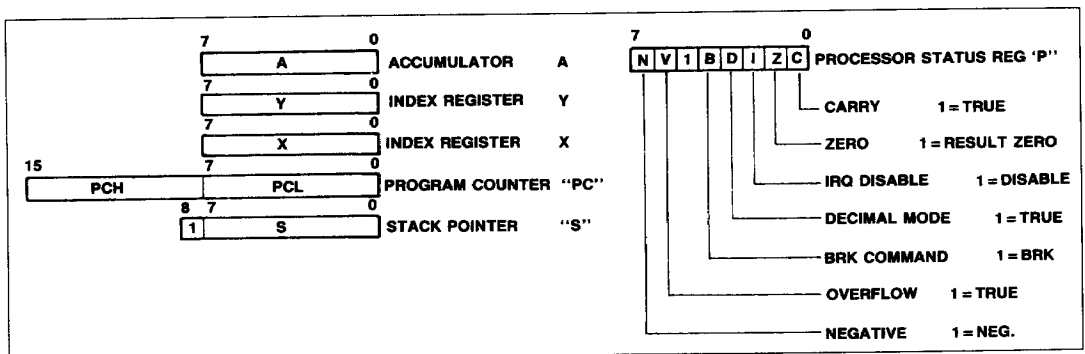 7 0
A ACCUMULATOR A
7 0
Y INDEX REGISTER Y
7 0
X INDEX REGISTER X
15 7 0
PCH PCL PROGRAM COUNTER "PC"
8 7 0
1 S STACK POINTER "S"
7 0
N V 1 B D I Z C PROCESSOR STATUS REG 'P"
CARRY 1=TRUE
ZERO 1=RESULT ZERO
IRQ DISABLE 1=DISABLE
DECIMAL MODE 1=TRUE
BRK COMMAND 1=BRK
OVERFLOW 1=TRUE
NEGATIVE 1=NEG.